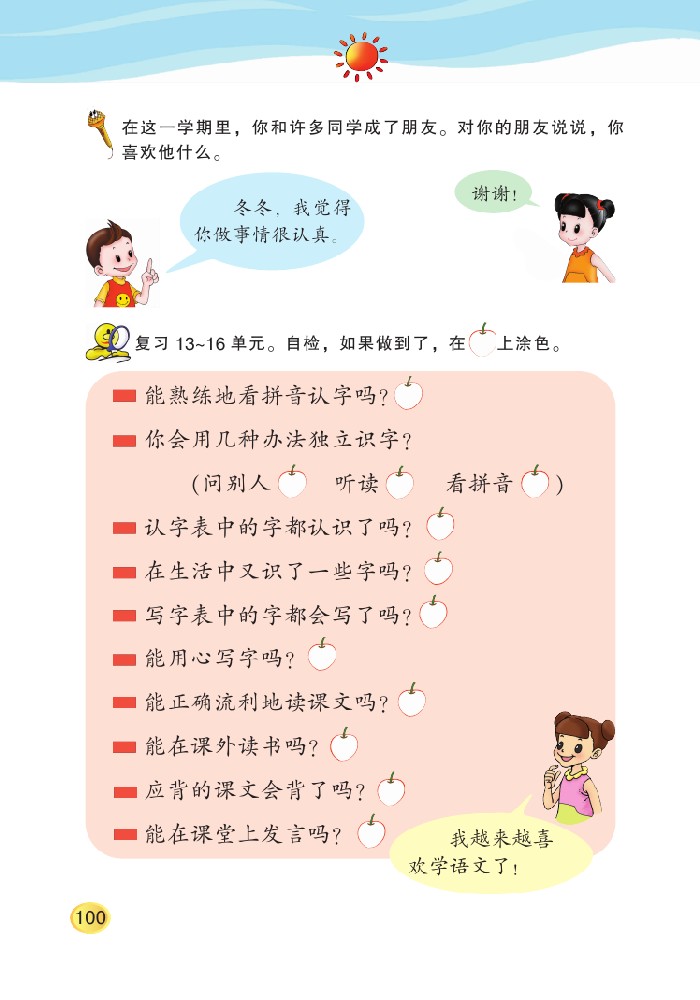 在这一学期里，你和许多同学成了朋友。对你的朋友说说，你
喜欢他什么。
冬冬，我觉得
你做事情很认真。
谢谢！
复习 13~16 单元。自检，如果做到了，在 上涂色。
能熟练地看拼音认字吗？
你会用几种办法独立识字？
（问别人 听读 看拼音 ）
认字表中的字都认识了吗？
在生活中又识了一些字吗？
写字表中的字都会写了吗？
能用心写字吗？
能正确流利地读课文吗？
能在课外读书吗？
应背的课文会背了吗？
能在课堂上发言吗？
我越来越喜
欢学语文了！
100